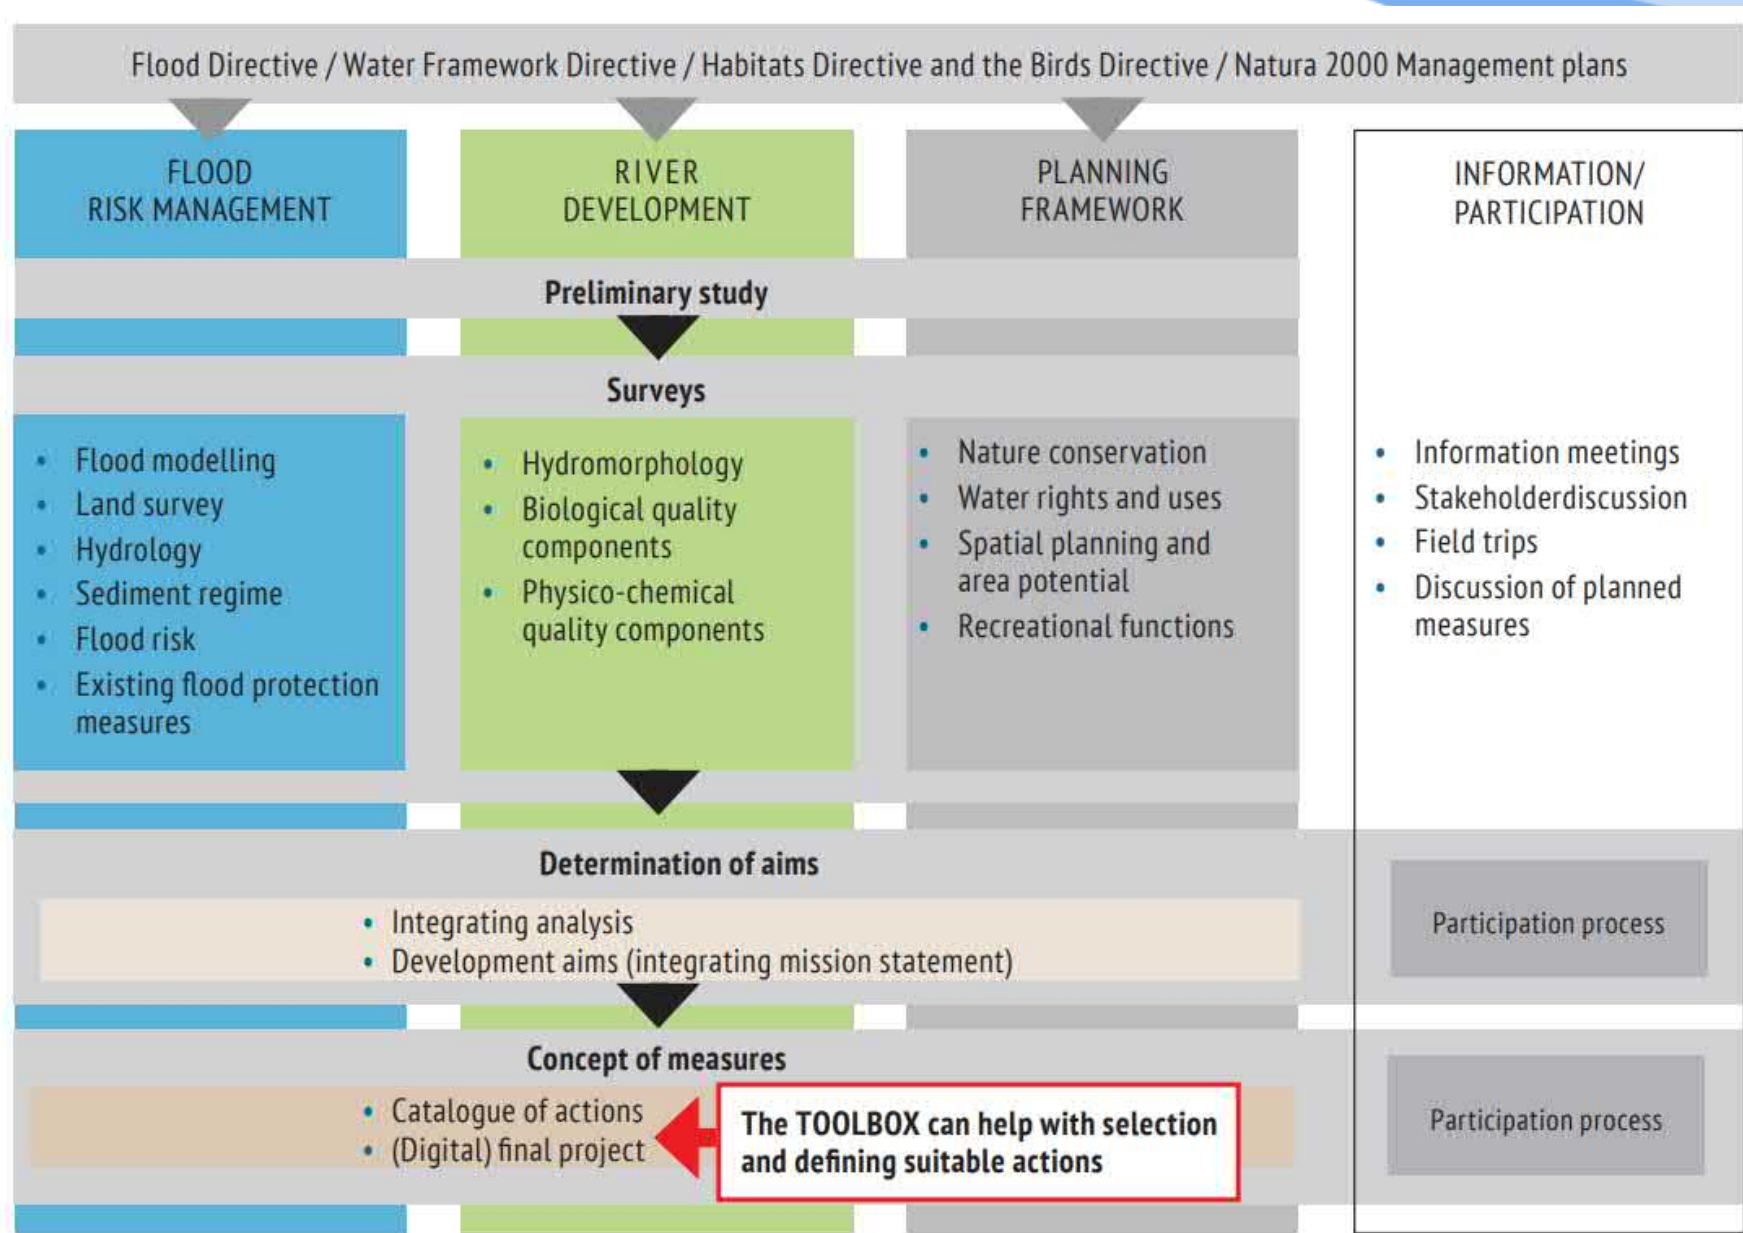 Flood Directive / Water Framework Directive / Habitats Directive and the Birds Directive / Natura 2000 Management plans
FLOOD
RISK MANAGEMENT
RIVER
DEVELOPMENT
PLANNING
FRAMEWORK
INFORMATION/
PARTICIPATION
Preliminary study
Surveys
• Flood modelling
• Land survey
• Hydrology
• Sediment regime
• Flood risk
• Existing flood protection
measures
• Hydromorphology
• Biological quality
components
• Physico-chemical
quality components
• Nature conservation
• Water rights and uses
• Spatial planning and
area potential
• Recreational functions
• Information meetings
• Stakeholderdiscussion
• Field trips
• Discussion of planned
measures
Determination of aims
• Integrating analysis
• Development aims (integrating mission statement)
Participation process
Concept of measures
• Catalogue of actions
• (Digital) final project
The TOOLBOX can help with selection
and defining suitable actions
Participation process